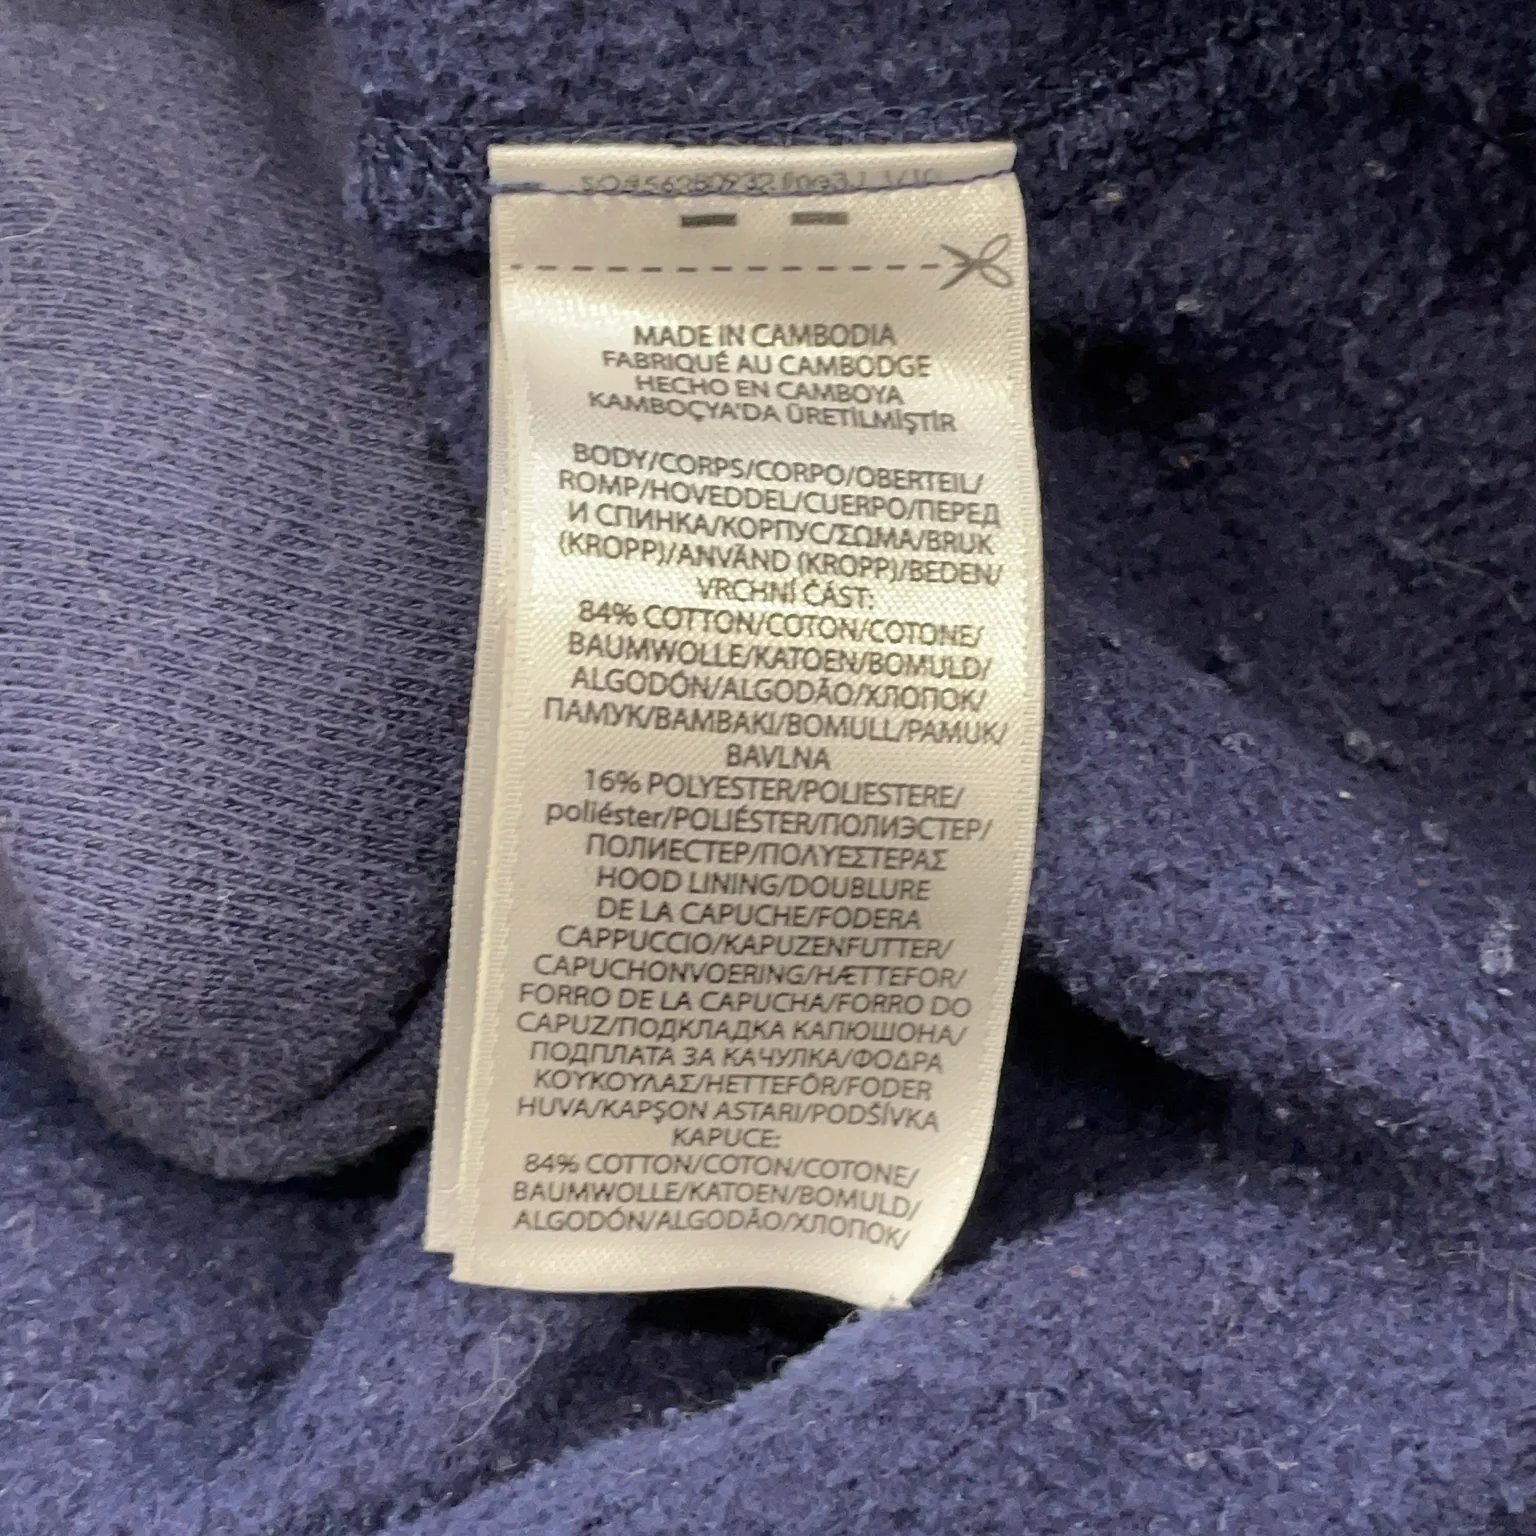 MADE IN CAMBODIA
FABRIQUÉ AU CAMBODGE
HECHO EN CAMBOYA
KAMBOÇYA'DA ÜRETİLMİŞTİR
BODY/CORPS/CORPO/OBERTEIL/
ROMP/HOVEDDEL/CUERPO/ПЕРЕД
И СПИНКА/КОРПУС/ΣΩΜΑ/BRUK
(KROPP)/ANVÄND (KROPP)/BEDEN/
VRCHNÍ ČÁST:
84% COTTON/COTON/COTONE/
BAUMWOLLE/KATOEN/BOMULD/
ALGODÓN/ALGODÃO/ХЛОПОК/
ПАМУК/ΒΑΜΒΑΚΙ/BOMULL/PAMUK/
BAVLNA
16% POLYESTER/POLIESTERE/
poliéster/POLIÉSTER/ПОЛИЭСТЕР/
ПОЛИЕСТЕР/ΠΟΛΥΕΣΤΕΡΑΣ
HOOD LINING/DOUBLURE
DE LA CAPUCHE/FODERA
CAPPUCCIO/KAPUZENFUTTER/
CAPUCHONVOERING/HÆTTEFOR/
FORRO DE LA CAPUCHA/FORRO DO
CAPUZ/ПОДКЛАДКА КАПЮШОНА/
ПОДПЛАТА ЗА КАЧУЛКА/ΦΟΔΡΑ
ΚΟΥΚΟΥΛΑΣ/HETTEFÔR/FODER
HUVA/KAPŞON ASTARI/PODŠÍVKA
KAPUCE:
84% COTTON/COTON/COTONE/
BAUMWOLLE/KATOEN/BOMULD/
ALGODÓN/ALGODÃO/ХЛОПОК/